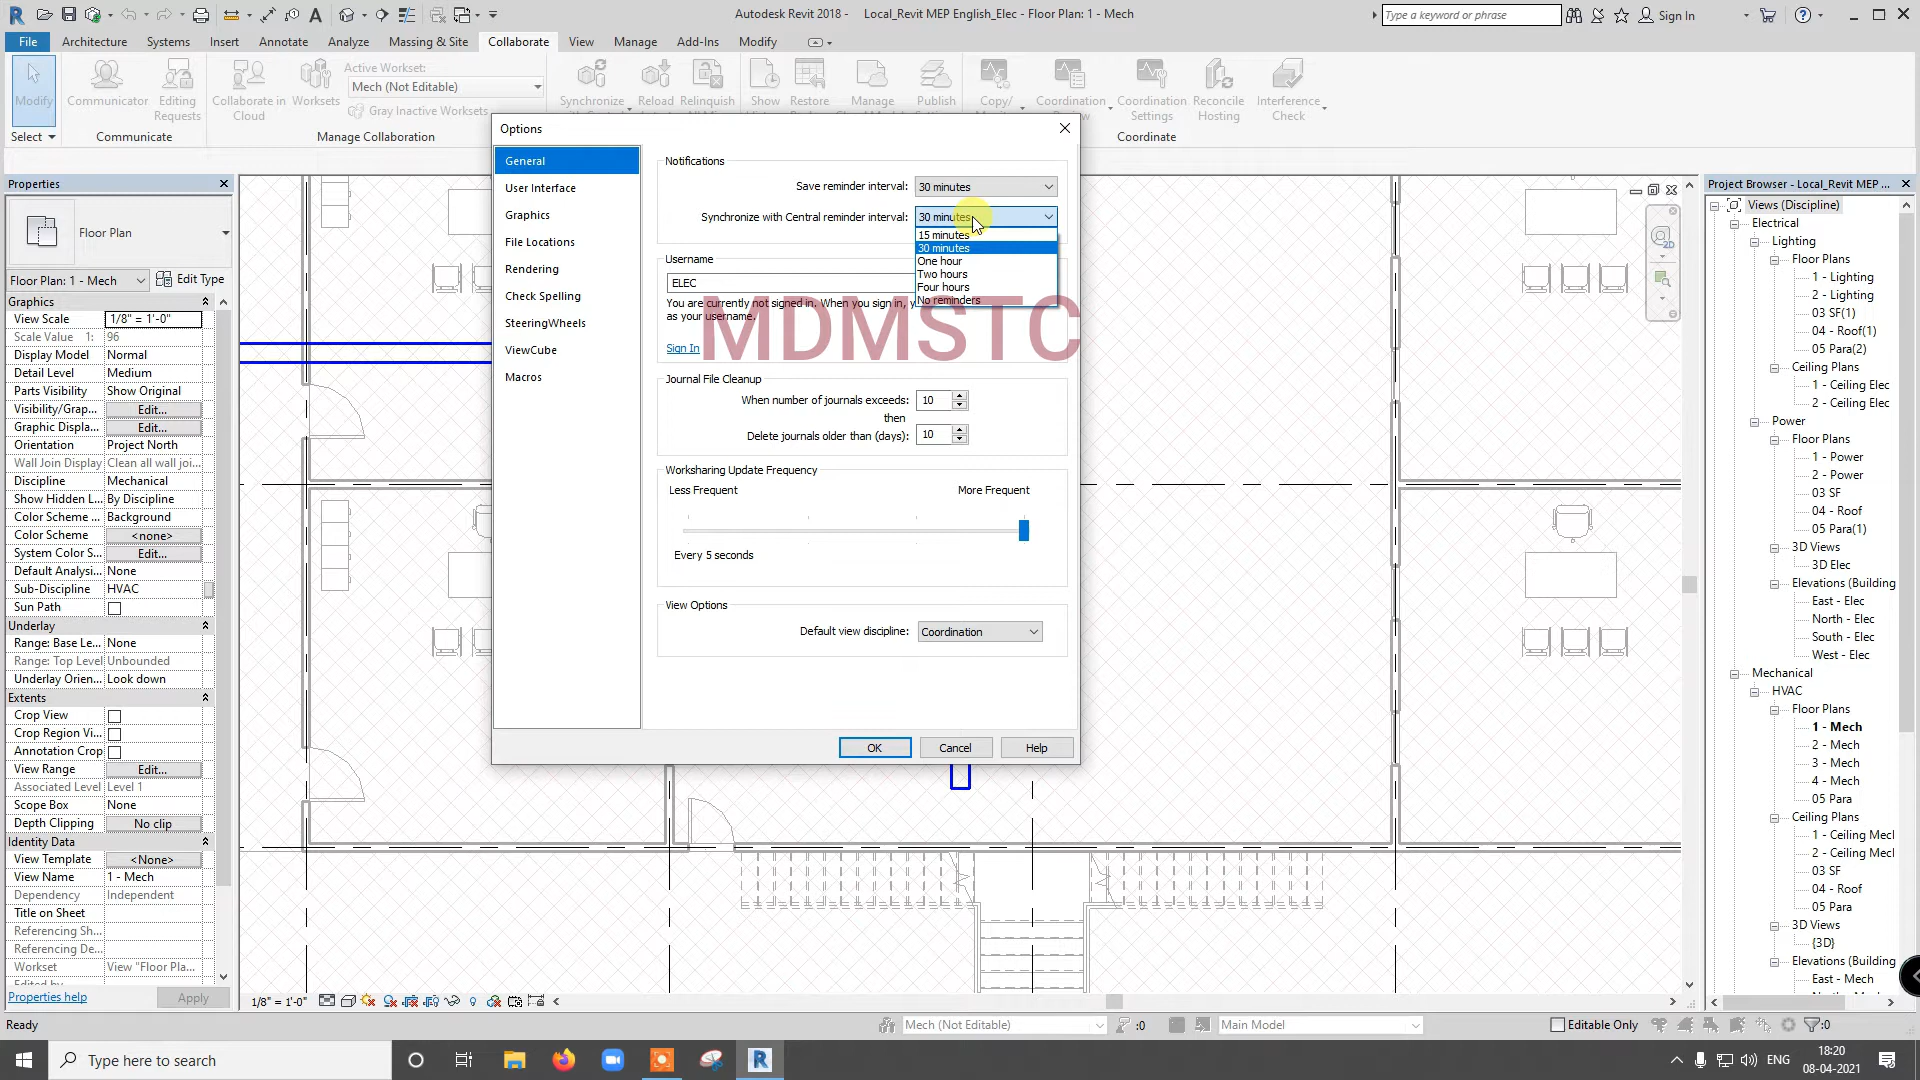 Autodesk Revit 2018 - Local_Revit MEP English_Elec - Floor Plan: 1 - Mech
Type a keyword or phrase
Sign In
File Architecture Systems Insert Annotate Analyze Massing & Site Collaborate View Manage Add-Ins Modify
Modify
Select
Communicator
Editing Requests
Communicate
Collaborate in Cloud
Worksets
Active Workset:
Mech (Not Editable)
Gray Inactive Worksets
Manage Collaboration
Synchronize
Reload
Relinquish
Show
Restore
Manage
Publish
Copy/
Coordination
Coordination Settings
Reconcile Hosting
Interference Check
Coordinate
Properties
Floor Plan
Floor Plan: 1 - Mech
Edit Type
Graphics
View Scale 1/8" = 1'-0"
Scale Value 1: 96
Display Model Normal
Detail Level Medium
Parts Visibility Show Original
Visibility/Grap... Edit...
Graphic Displa... Edit...
Orientation Project North
Wall Join Display Clean all wall joi...
Discipline Mechanical
Show Hidden L... By Discipline
Color Scheme ... Background
Color Scheme <none>
System Color S... Edit...
Default Analysi... None
Sub-Discipline HVAC
Sun Path
Underlay
Range: Base Le... None
Range: Top Level Unbounded
Underlay Orien... Look down
Extents
Crop View
Crop Region Vi...
Annotation Crop
View Range Edit...
Associated Level Level 1
Scope Box None
Depth Clipping No clip
Identity Data
View Template <None>
View Name 1 - Mech
Dependency Independent
Title on Sheet
Referencing Sh...
Referencing De...
Workset View "Floor Pla...
Properties help
Apply
Options
General
User Interface
Graphics
File Locations
Rendering
Check Spelling
SteeringWheels
ViewCube
Macros
Notifications
Save reminder interval: 30 minutes
Synchronize with Central reminder interval: 30 minutes
15 minutes
30 minutes
One hour
Two hours
Four hours
No reminders
Username
ELEC
You are currently not signed in. When you sign in, y
as your username.
Sign In
MDMSTC
Journal File Cleanup
When number of journals exceeds: 10
then
Delete journals older than (days): 10
Worksharing Update Frequency
Less Frequent More Frequent
Every 5 seconds
View Options
Default view discipline: Coordination
OK Cancel Help
Project Browser - Local_Revit MEP ...
Views (Discipline)
Electrical
Lighting
Floor Plans
1 - Lighting
2 - Lighting
03 SF(1)
04 - Roof(1)
05 Para(2)
Ceiling Plans
1 - Ceiling Elec
2 - Ceiling Elec
Power
Floor Plans
1 - Power
2 - Power
03 SF
04 - Roof
05 Para(1)
3D Views
3D Elec
Elevations (Building
East - Elec
North - Elec
South - Elec
West - Elec
Mechanical
HVAC
Floor Plans
1 - Mech
2 - Mech
3 - Mech
4 - Mech
05 Para
Ceiling Plans
1 - Ceiling Mecl
2 - Ceiling Mecl
03 SF
04 - Roof
05 Para
3D Views
{3D}
Elevations (Building
East - Mech
1/8" = 1'-0"
Ready
Mech (Not Editable)
:0
Main Model
Editable Only
:0
Type here to search
ENG
18:20
08-04-2021